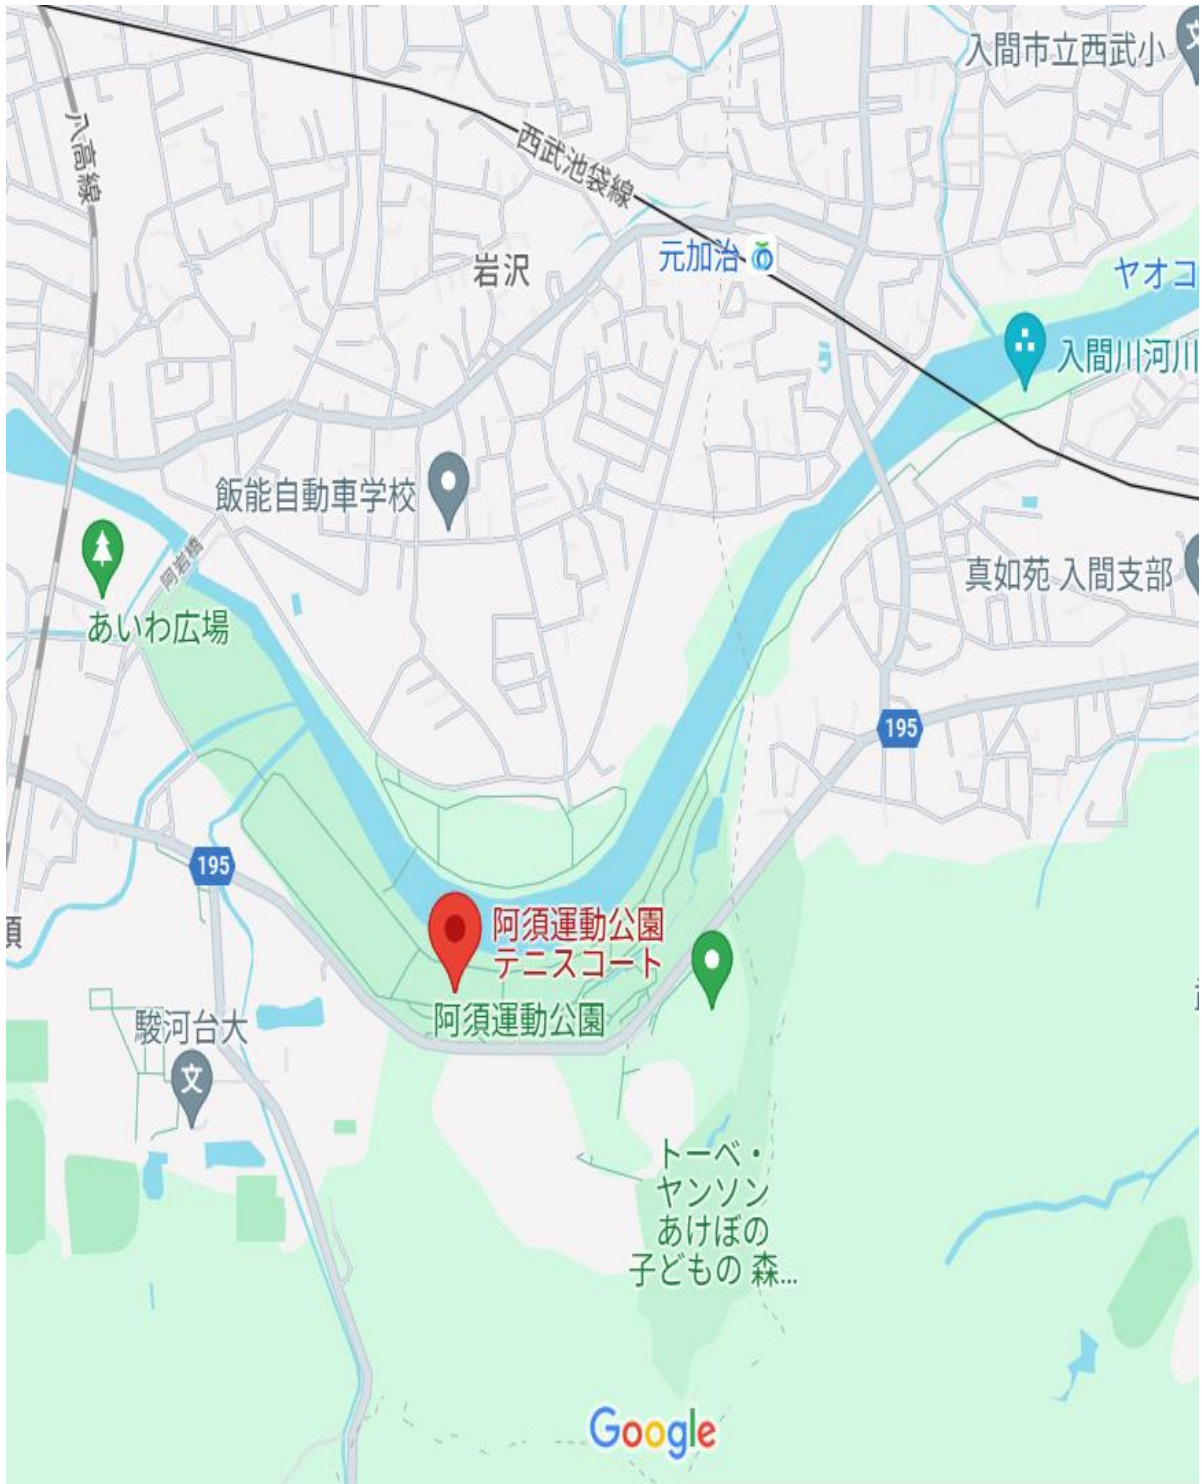 入間市立西武小
文
八高線
西武池袋線
元加治
岩沢
ヤオコ
入間川河川
飯能自動車学校
阿岩橋
真如苑 入間支部
あいわ広場
195
195
阿須運動公園
テニスコート
阿須運動公園
駿河台大
文
トーベ・
ヤンソン
あけぼの
子どもの 森...
Google